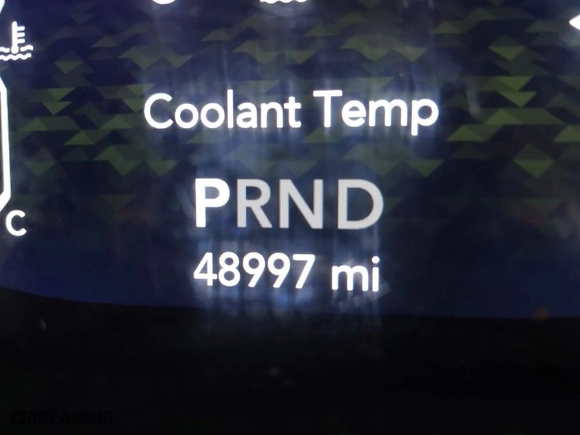 Coolant Temp
PRND
48997 mi
C